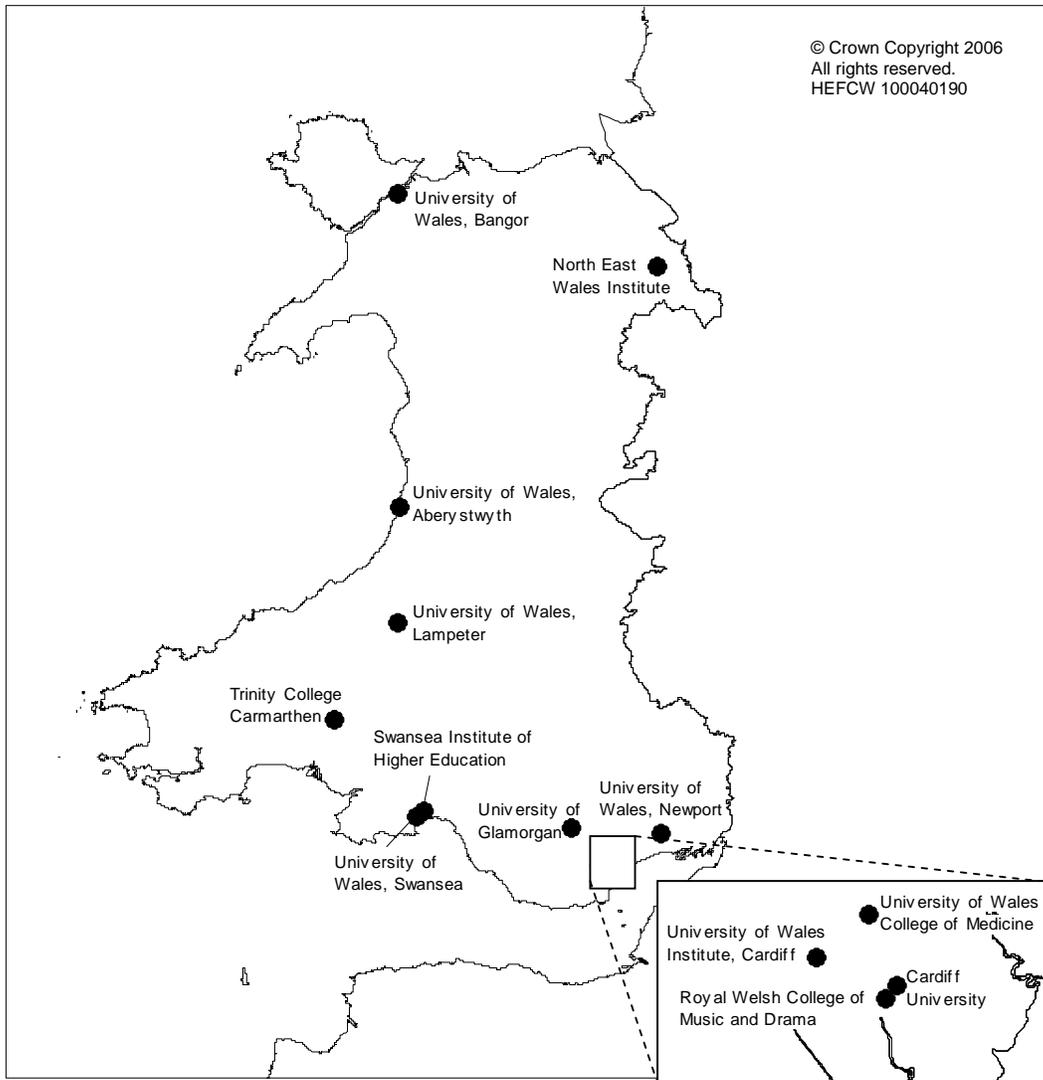 © Crown Copyright 2006
All rights reserved.
HEFCW 100040190
University of
Wales, Bangor
North East
Wales Institute
University of Wales,
Aberystwyth
University of Wales,
Lampeter
Trinity College
Carmarthen
Swansea Institute of
Higher Education
University of
Wales, Newport
University of
Glamorgan
University of
Wales, Swansea
University of Wales
College of Medicine
University of Wales
Institute, Cardiff
Cardiff
University
Royal Welsh College of
Music and Drama